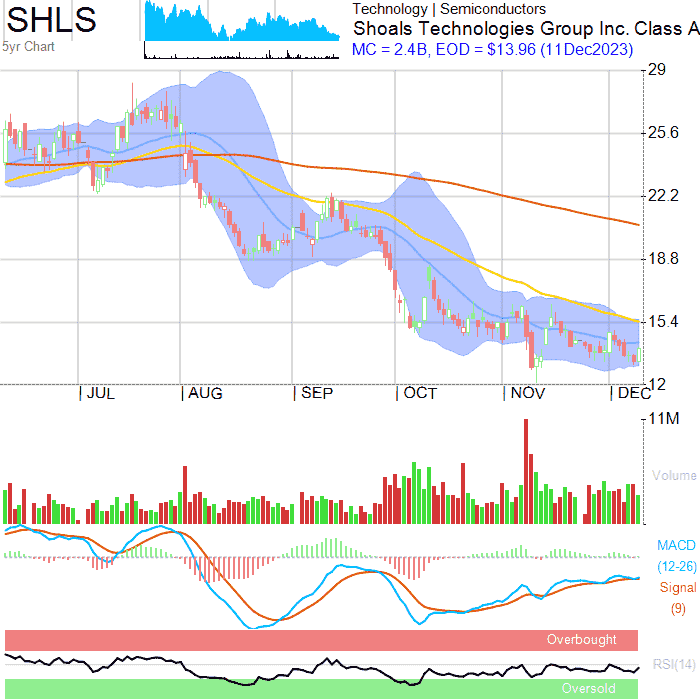 SHLS
5yr Chart
Technology | Semiconductors
Shoals Technologies Group Inc. Class A
MC = 2.4B, EOD = $13.96 (11Dec2023)
29
25.6
22.2
18.8
15.4
12
JUL AUG SEP OCT NOV DEC
11M
Volume
MACD
(12-26)
Signal
(9)
Overbought
RSI(14)
Oversold